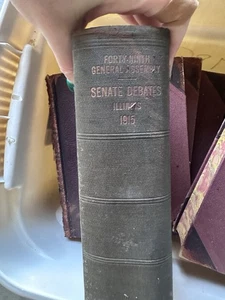 FORTY-NINTH
GENERAL ASSEMBLY
SENATE DEBATES
ILLINOIS
1915